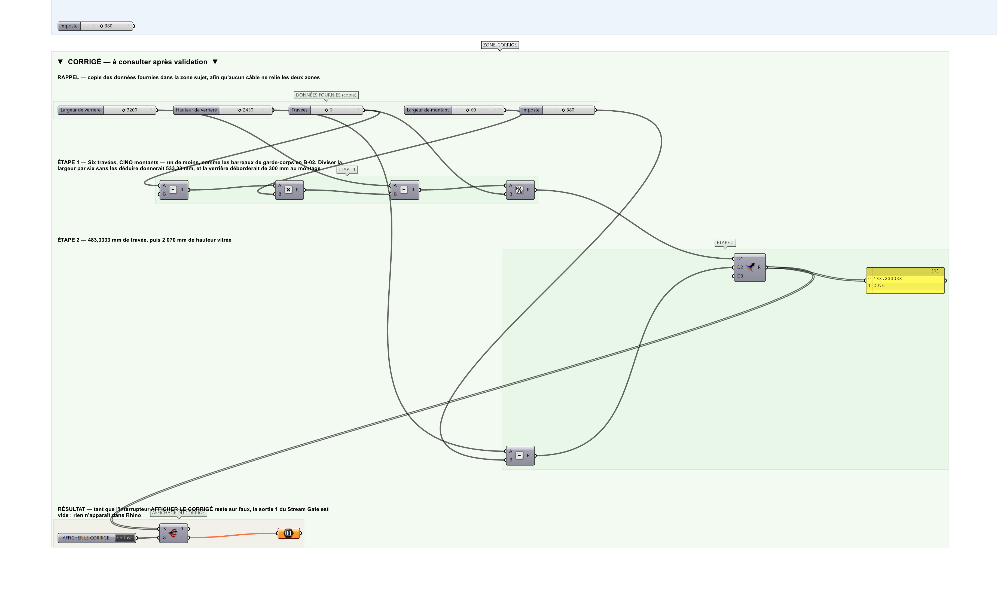 Imposte 380
ZONE_CORRIGE
▼ CORRIGÉ — à consulter après validation ▼
RAPPEL — copie des données fournies dans la zone sujet, afin qu'aucun câble ne relie les deux zones
DONNÉES FOURNIES (copie)
Largeur de verriere 3200
Hauteur de verriere 2450
Travees 6
Largeur de montant 60
Imposte 380
ÉTAPE 1 — Six travées, CINQ montants — un de moins, comme les barreaux de garde-corps en B-02. Diviser la
largeur par six sans les déduire donnerait 533,33 mm, et la verrière déborderait de 300 mm au montage
ÉTAPE 1
A B - R
A B × R
A B - R
A B A/B R
ÉTAPE 2 — 483,3333 mm de travée, puis 2 070 mm de hauteur vitrée
ÉTAPE 2
D1
D2 R
D3
{0}
0 483.333333
1 2070
A B - R
RÉSULTAT — tant que l'interrupteur AFFICHER LE CORRIGÉ reste sur faux, la sortie 1 du Stream Gate est
vide : rien n'apparaît dans Rhino
AFFICHAGE DU CORRIGÉ
S 0
G 1
AFFICHER LE CORRIGÉ False
0.1